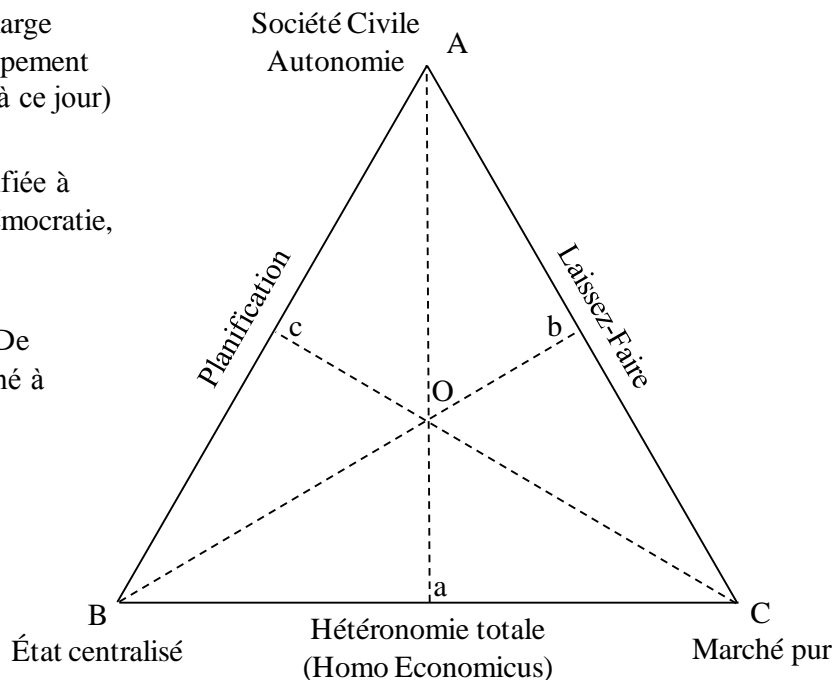 arge
pement
à ce jour)
fiée à
émocratie,
De
né à
Société Civile
Autonomie
A
Planification
Laissez-Faire
c
b
O
a
B
C
État centralisé
Hétéronomie totale
(Homo Economicus)
Marché pur